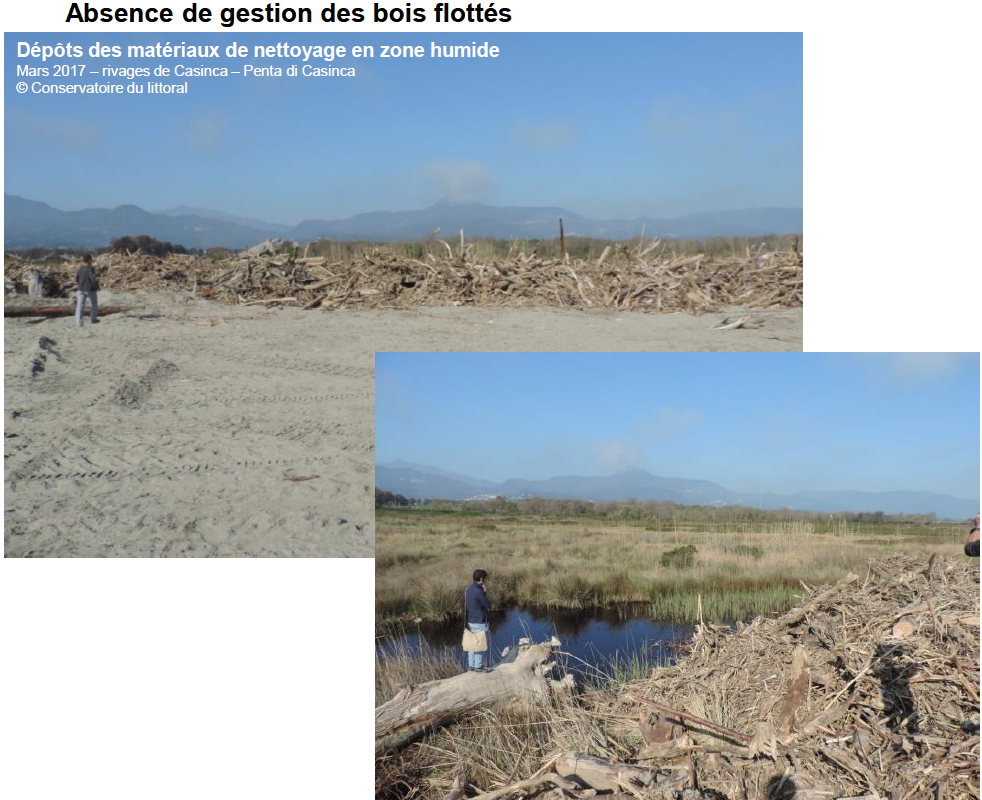 Absence de gestion des bois flottés
Dépôts des matériaux de nettoyage en zone humide
Mars 2017 – rivages de Casinca – Penta di Casinca
© Conservatoire du littoral